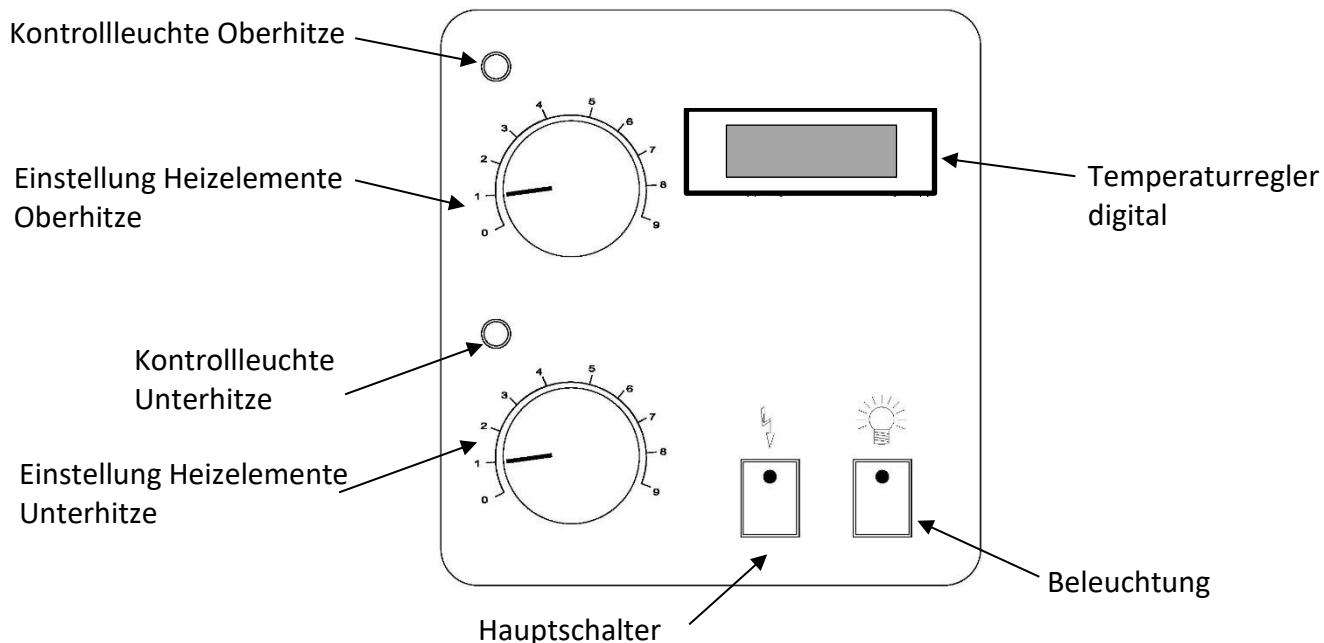 Kontrollleuchte Oberhitze
Einstellung Heizelemente
Oberhitze
0 1 2 3 4 5 6 7 8 9
Temperaturregler
digital
Kontrollleuchte
Unterhitze
Einstellung Heizelemente
Unterhitze
0 1 2 3 4 5 6 7 8 9
Beleuchtung
Hauptschalter